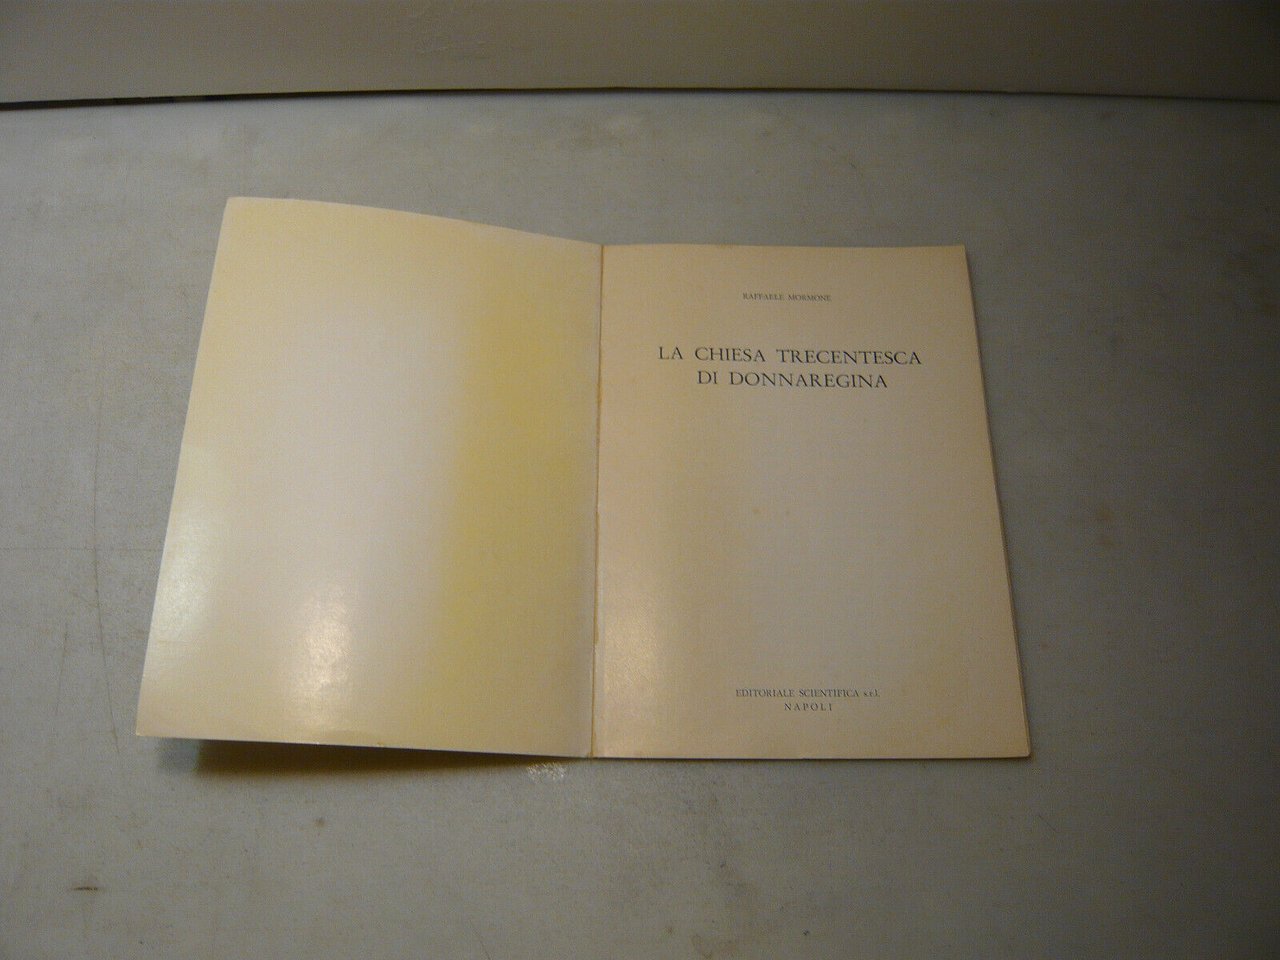 RAFFAELE MORMONE
LA CHIESA TRECENTESCA
DI DONNAREGINA
EDITORIALE SCIENTIFICA s.r.l.
NAPOLI